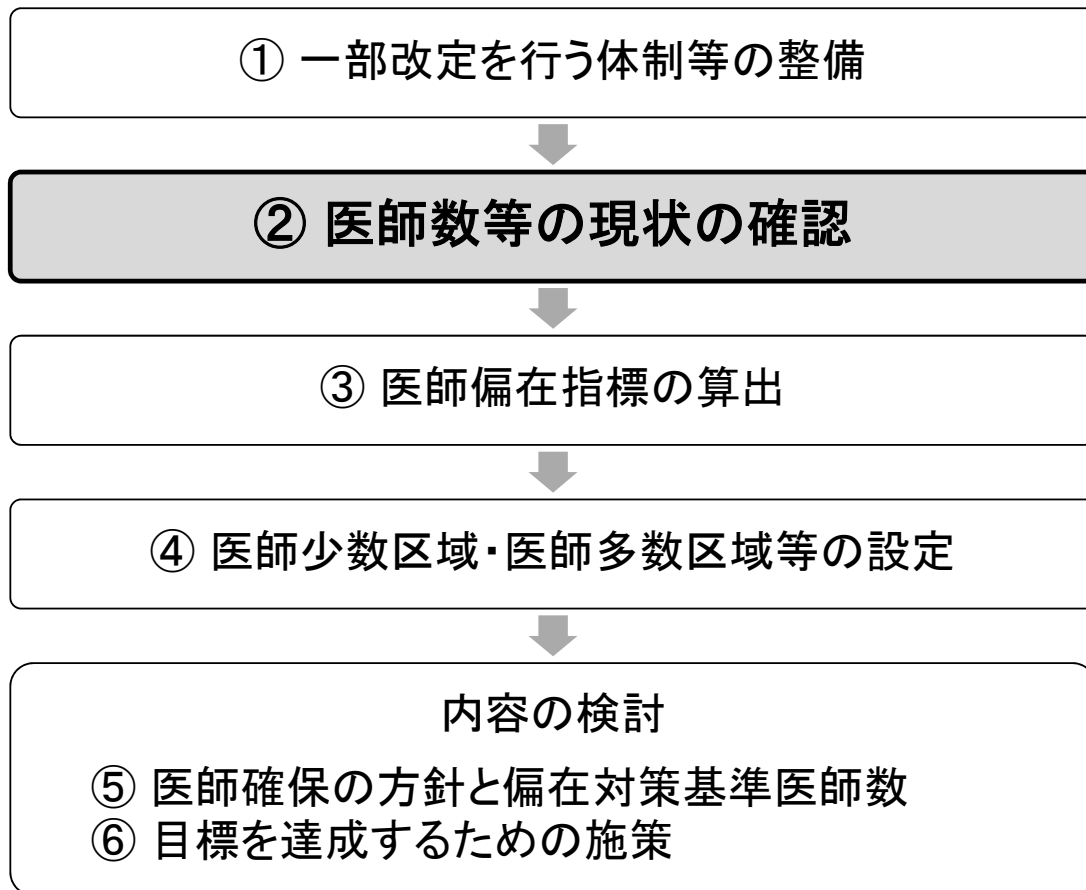 ① 一部改定を行う体制等の整備
② 医師数等の現状の確認
③ 医師偏在指標の算出
④ 医師少数区域・医師多数区域等の設定
内容の検討
⑤ 医師確保の方針と偏在対策基準医師数
⑥ 目標を達成するための施策